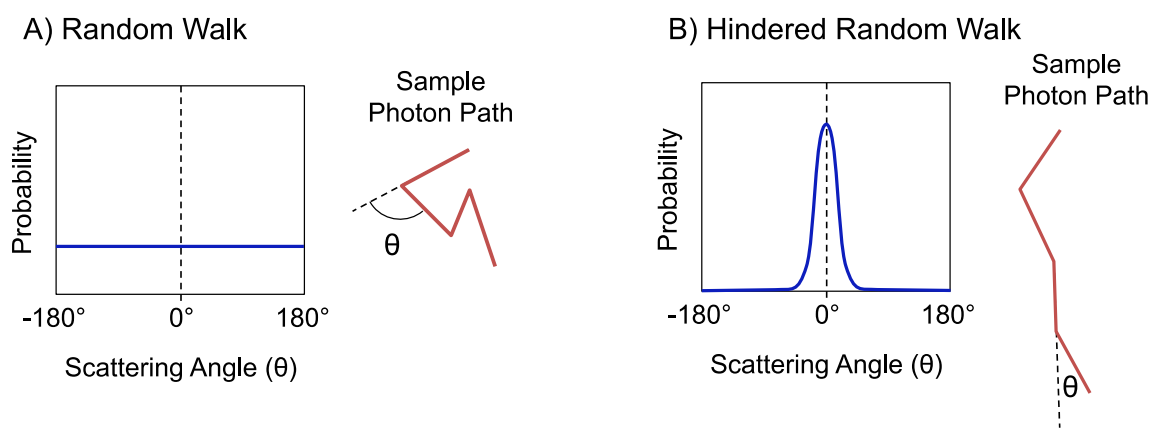 A) Random Walk
Sample
Photon Path
Probability
θ
-180°
0°
180°
Scattering Angle (θ)
B) Hindered Random Walk
Sample
Photon Path
Probability
-180°
0°
180°
θ
Scattering Angle (θ)